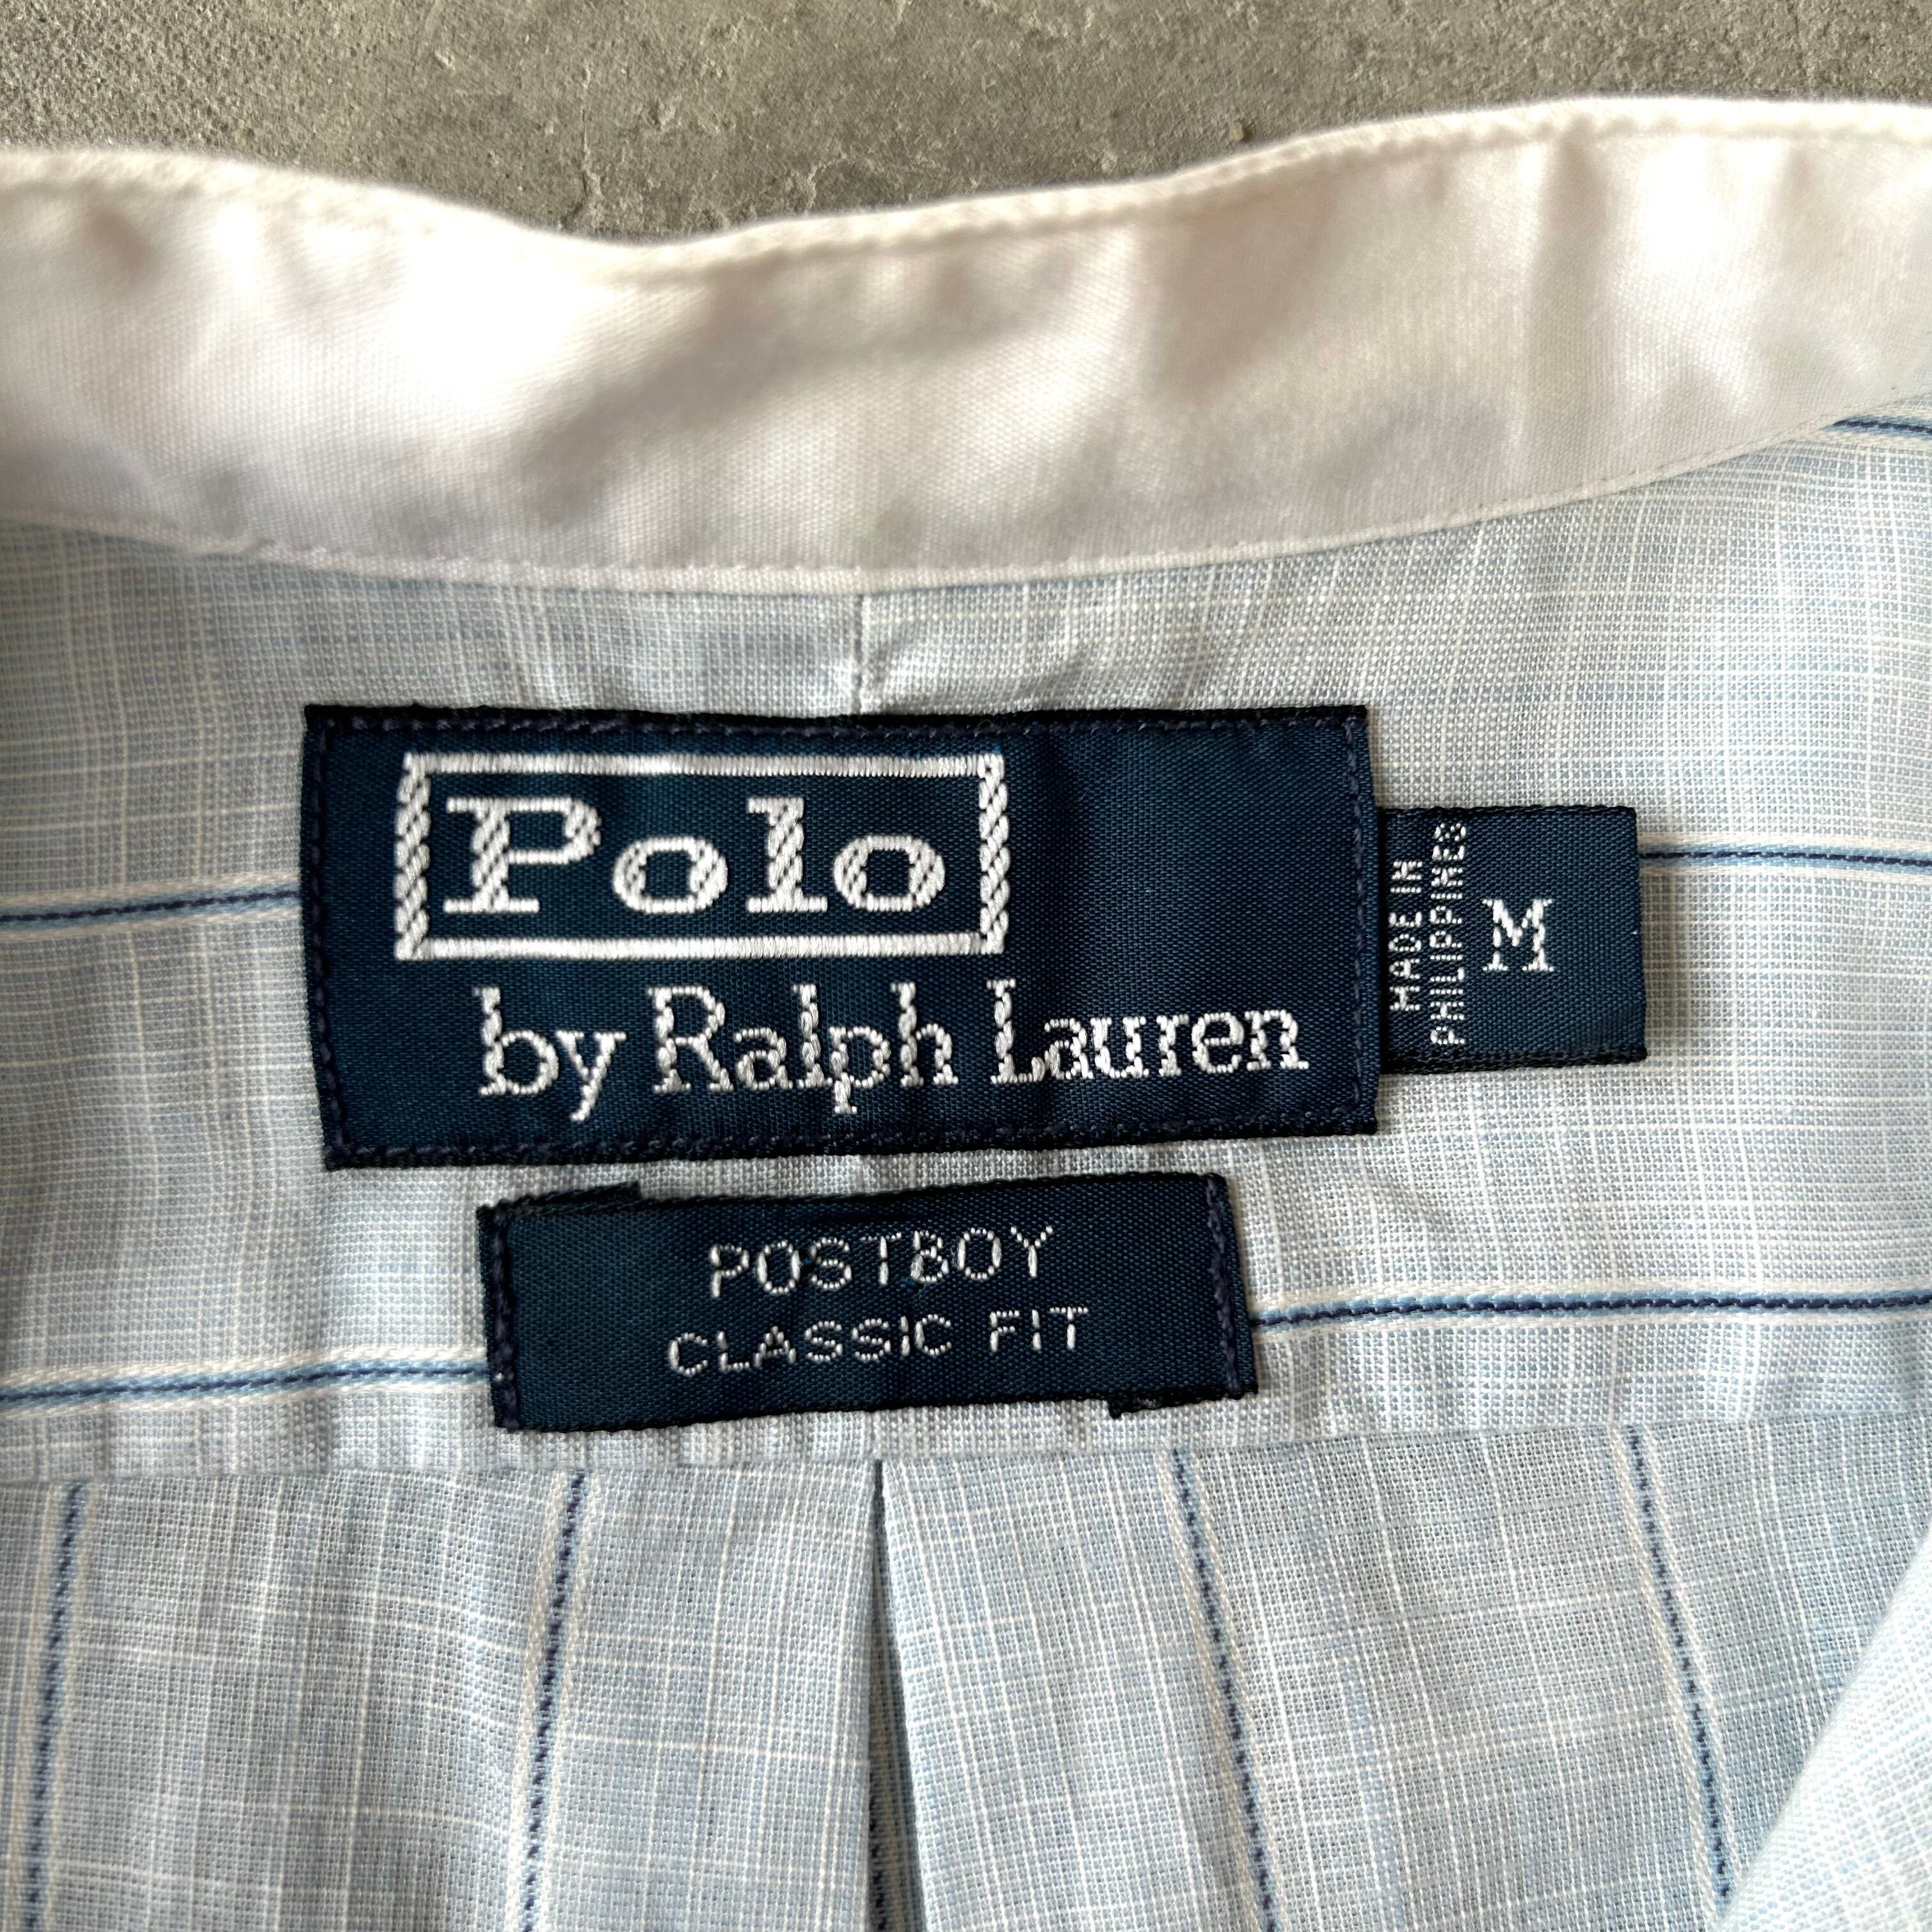 Polo
by Ralph Lauren
MADE IN
PHILIPPINES
M
POSTBOY
CLASSIC FIT